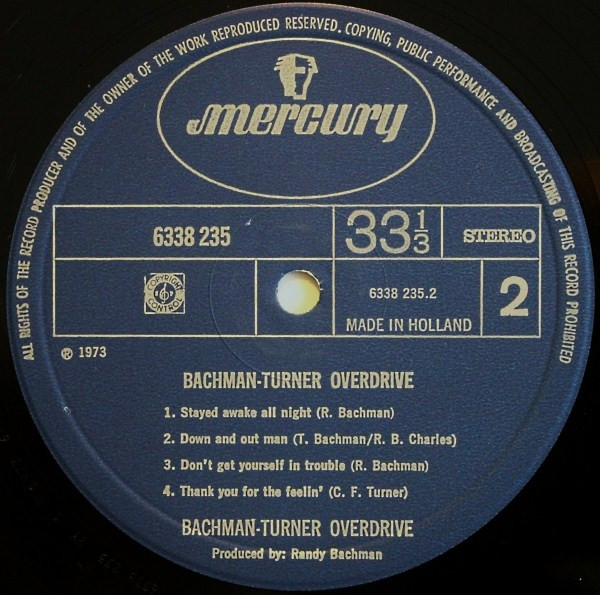 ALL RIGHTS OF THE RECORD PRODUCER AND OF THE OWNER OF THE WORK REPRODUCED RESERVED. COPYING, PUBLIC PERFORMANCE AND BROADCASTING OF THIS RECORD PROHIBITED
mercury
6338 235
33 1/3
STEREO
COPYRIGHT CONTROL
6338 235.2
MADE IN HOLLAND
2
℗ 1973
BACHMAN-TURNER OVERDRIVE
1. Stayed awake all night (R. Bachman)
2. Down and out man (T. Bachman/R. B. Charles)
3. Don't get yourself in trouble (R. Bachman)
4. Thank you for the feelin' (C. F. Turner)
BACHMAN-TURNER OVERDRIVE
Produced by: Randy Bachman